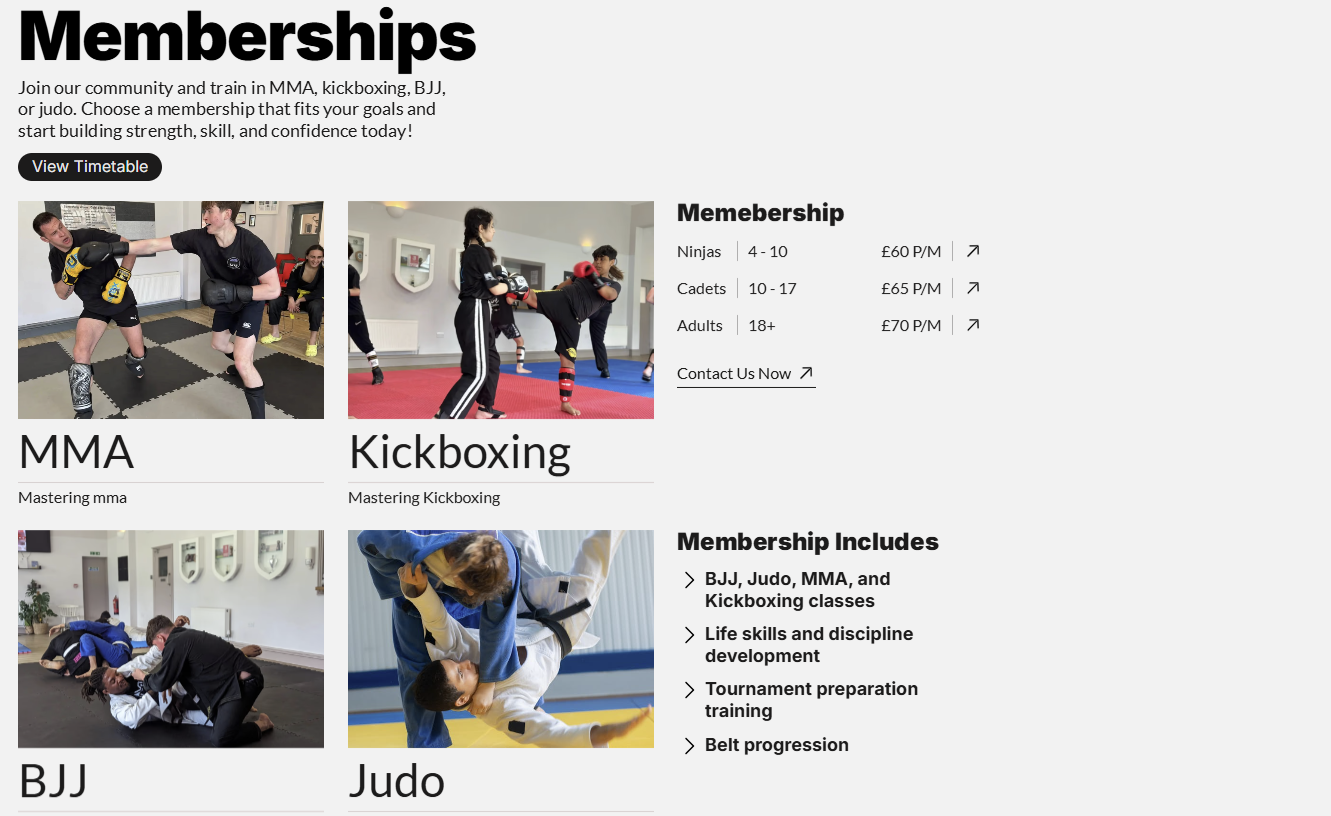 Memberships
Join our community and train in MMA, kickboxing, BJJ,
or judo. Choose a membership that fits your goals and
start building strength, skill, and confidence today!
View Timetable
MMA
Mastering mma
Kickboxing
Mastering Kickboxing
Memebership
Ninjas 4 - 10 £60 P/M
Cadets 10 - 17 £65 P/M
Adults 18+ £70 P/M
Contact Us Now
BJJ
Judo
Membership Includes
BJJ, Judo, MMA, and
Kickboxing classes
Life skills and discipline
development
Tournament preparation
training
Belt progression